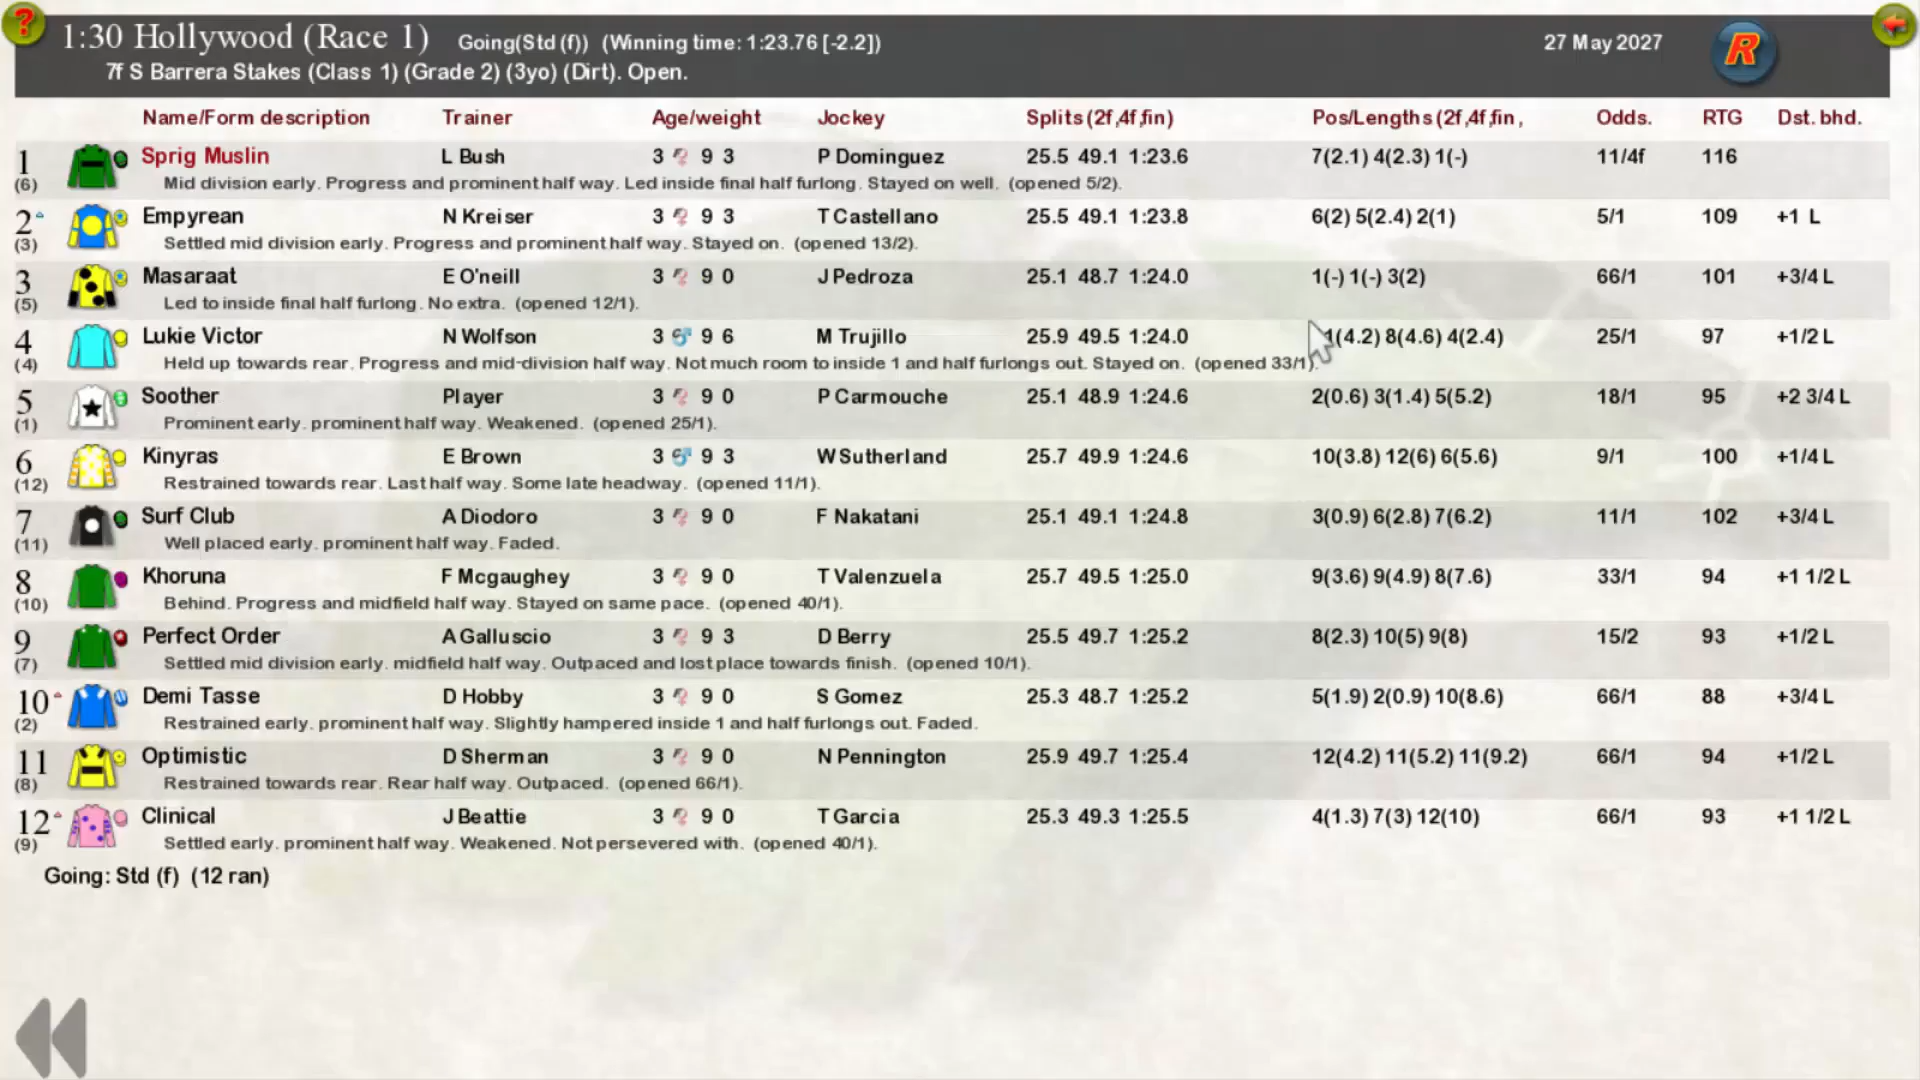 ?
1:30 Hollywood (Race 1) Going(Std (f)) (Winning time: 1:23.76 [-2.2]) 27 May 2027 R
7f S Barrera Stakes (Class 1) (Grade 2) (3yo) (Dirt). Open.
Name/Form description Trainer Age/weight Jockey Splits (2f,4f,fin) Pos/Lengths (2f,4f,fin, Odds. RTG Dst. bhd.
1 Sprig Muslin L Bush 3 9 3 P Dominguez 25.5 49.1 1:23.6 7(2.1) 4(2.3) 1(-) 11/4f 116
(6) Mid division early. Progress and prominent half way. Led inside final half furlong. Stayed on well. (opened 5/2).
2 Empyrean N Kreiser 3 9 3 T Castellano 25.5 49.1 1:23.8 6(2) 5(2.4) 2(1) 5/1 109 +1 L
(3) Settled mid division early. Progress and prominent half way. Stayed on. (opened 13/2).
3 Masaraat E O'neill 3 9 0 J Pedroza 25.1 48.7 1:24.0 1(-) 1(-) 3(2) 66/1 101 +3/4 L
(5) Led to inside final half furlong. No extra. (opened 12/1).
4 Lukie Victor N Wolfson 3 9 6 M Trujillo 25.9 49.5 1:24.0 1(4.2) 8(4.6) 4(2.4) 25/1 97 +1/2 L
(4) Held up towards rear. Progress and mid-division half way. Not much room to inside 1 and half furlongs out. Stayed on. (opened 33/1).
5 Soother Player 3 9 0 P Carmouche 25.1 48.9 1:24.6 2(0.6) 3(1.4) 5(5.2) 18/1 95 +2 3/4 L
(1) Prominent early. prominent half way. Weakened. (opened 25/1).
6 Kinyras E Brown 3 9 3 W Sutherland 25.7 49.9 1:24.6 10(3.8) 12(6) 6(5.6) 9/1 100 +1/4 L
(12) Restrained towards rear. Last half way. Some late headway. (opened 11/1).
7 Surf Club A Diodoro 3 9 0 F Nakatani 25.1 49.1 1:24.8 3(0.9) 6(2.8) 7(6.2) 11/1 102 +3/4 L
(11) Well placed early. prominent half way. Faded.
8 Khoruna F Mcgaughey 3 9 0 T Valenzuela 25.7 49.5 1:25.0 9(3.6) 9(4.9) 8(7.6) 33/1 94 +1 1/2 L
(10) Behind. Progress and midfield half way. Stayed on same pace. (opened 40/1).
9 Perfect Order A Galluscio 3 9 3 D Berry 25.5 49.7 1:25.2 8(2.3) 10(5) 9(8) 15/2 93 +1/2 L
(7) Settled mid division early. midfield half way. Outpaced and lost place towards finish. (opened 10/1).
10 Demi Tasse D Hobby 3 9 0 S Gomez 25.3 48.7 1:25.2 5(1.9) 2(0.9) 10(8.6) 66/1 88 +3/4 L
(2) Restrained early. prominent half way. Slightly hampered inside 1 and half furlongs out. Faded.
11 Optimistic D Sherman 3 9 0 N Pennington 25.9 49.7 1:25.4 12(4.2) 11(5.2) 11(9.2) 66/1 94 +1/2 L
(8) Restrained towards rear. Rear half way. Outpaced. (opened 66/1).
12 Clinical J Beattie 3 9 0 T Garcia 25.3 49.3 1:25.5 4(1.3) 7(3) 12(10) 66/1 93 +1 1/2 L
(9) Settled early. prominent half way. Weakened. Not persevered with. (opened 40/1).
Going: Std (f) (12 ran)